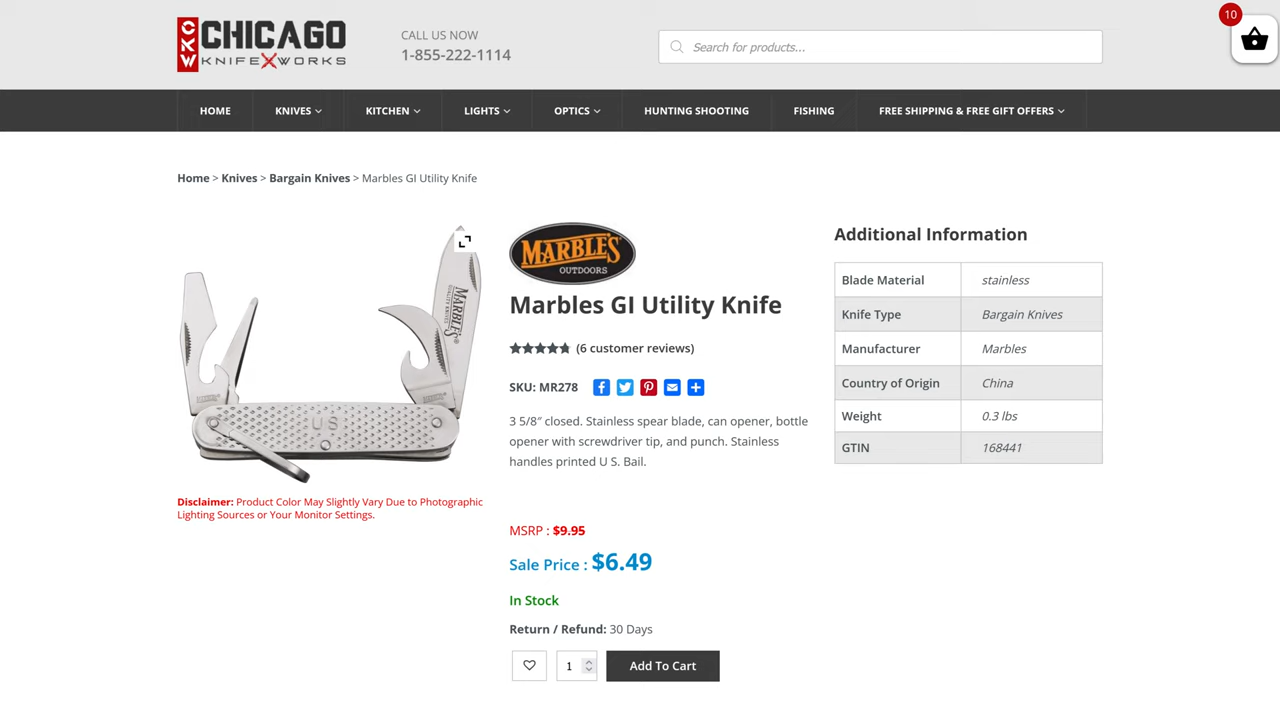 CKW CHICAGO
KNIFE WORKS
CALL US NOW
1-855-222-1114
Search for products...
10
HOME
KNIVES
KITCHEN
LIGHTS
OPTICS
HUNTING SHOOTING
FISHING
FREE SHIPPING & FREE GIFT OFFERS
Home > Knives > Bargain Knives > Marbles GI Utility Knife
MARBLE'S
QUALITY KNIVES
U S
Disclaimer: Product Color May Slightly Vary Due to Photographic
Lighting Sources or Your Monitor Settings.
MARBLE'S
OUTDOORS
Marbles GI Utility Knife
(6 customer reviews)
SKU: MR278
3 5/8″ closed. Stainless spear blade, can opener, bottle
opener with screwdriver tip, and punch. Stainless
handles printed U S. Bail.
MSRP : $9.95
Sale Price : $6.49
In Stock
Return / Refund: 30 Days
1
Add To Cart
Additional Information
Blade Material stainless
Knife Type Bargain Knives
Manufacturer Marbles
Country of Origin China
Weight 0.3 lbs
GTIN 168441